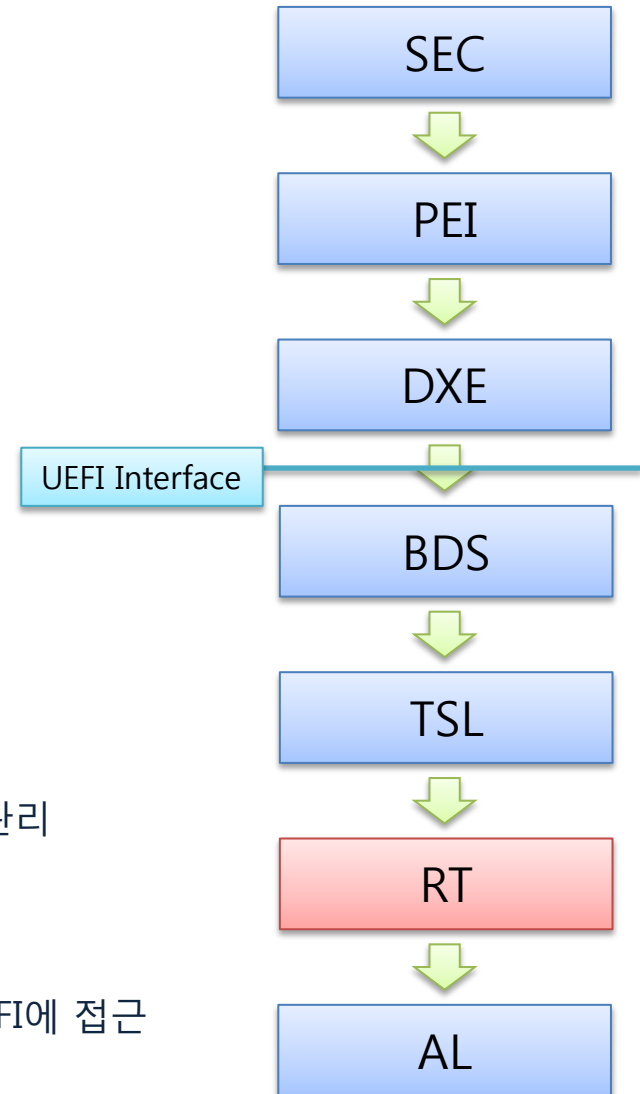 SEC
PEI
DXE
UEFI Interface
BDS
TSL
관리
RT
FI에 접근
AL